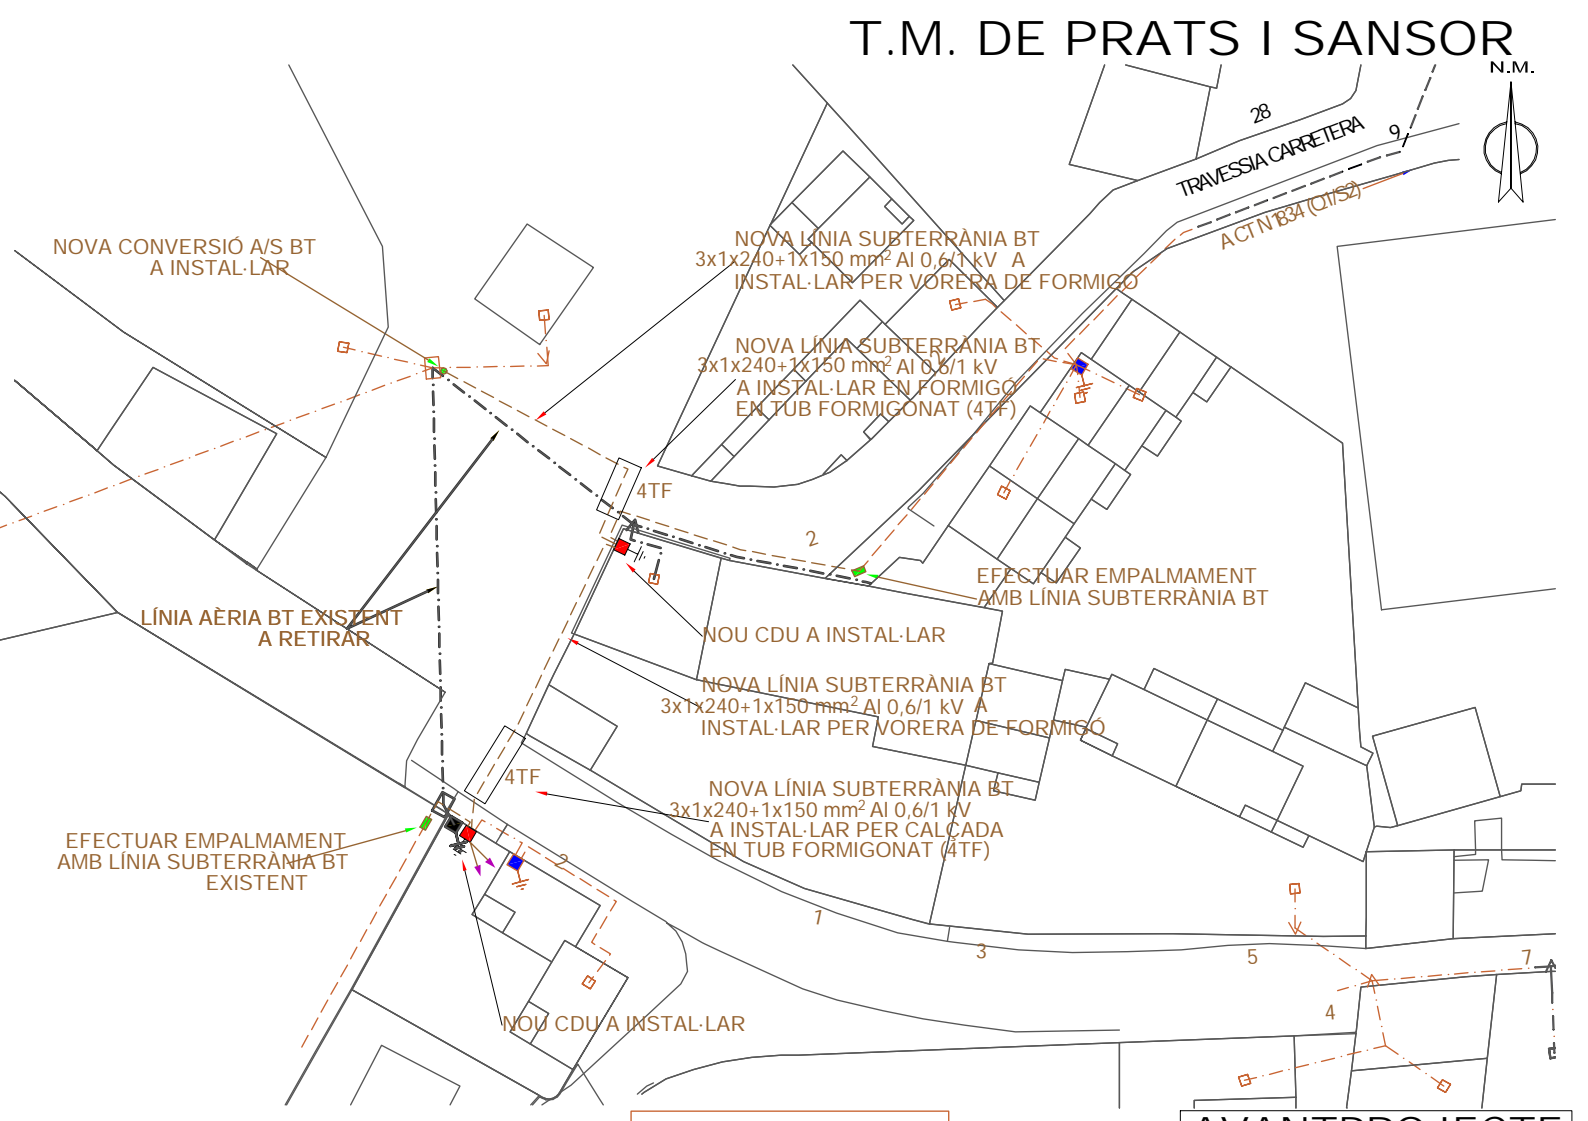 T.M. DE PRATS I SANSOR
N.M.
28
TRAVESSIA CARRETERA
9
ACT N1834 (Q1/S2)
NOVA CONVERSIÓ A/S BT
A INSTAL·LAR
NOVA LÍNIA SUBTERRÀNIA BT
3x1x240+1x150 mm² Al 0,6/1 kV A
INSTAL·LAR PER VORERA DE FORMIGÓ
NOVA LÍNIA SUBTERRÀNIA BT
3x1x240+1x150 mm² Al 0,6/1 kV
A INSTAL·LAR EN FORMIGÓ
EN TUB FORMIGONAT (4TF)
4TF
2
EFECTUAR EMPALMAMENT
AMB LÍNIA SUBTERRÀNIA BT
LÍNIA AÈRIA BT EXISTENT
A RETIRAR
NOU CDU A INSTAL·LAR
NOVA LÍNIA SUBTERRÀNIA BT
3x1x240+1x150 mm² Al 0,6/1 kV A
INSTAL·LAR PER VORERA DE FORMIGÓ
4TF
NOVA LÍNIA SUBTERRÀNIA BT
3x1x240+1x150 mm² Al 0,6/1 kV
A INSTAL·LAR PER CALÇADA
EN TUB FORMIGONAT (4TF)
EFECTUAR EMPALMAMENT
AMB LÍNIA SUBTERRÀNIA BT
EXISTENT
2
1
3
5
7
4
NOU CDU A INSTAL·LAR
AVANTPROJECTE